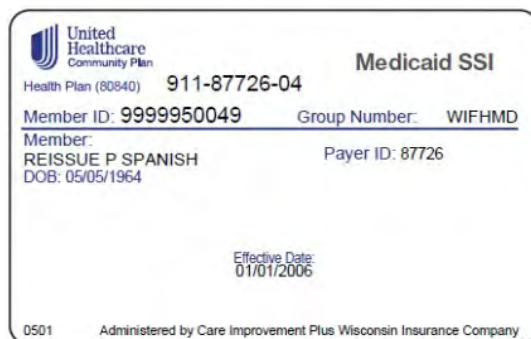 United
Healthcare
Community Plan
Medicaid SSI
Health Plan (80840) 911-87726-04
Member ID: 9999950049 Group Number: WIFHMD
Member:
REISSUE P SPANISH Payer ID: 87726
DOB: 05/05/1964
Effective Date:
01/01/2006
0501 Administered by Care Improvement Plus Wisconsin Insurance Company